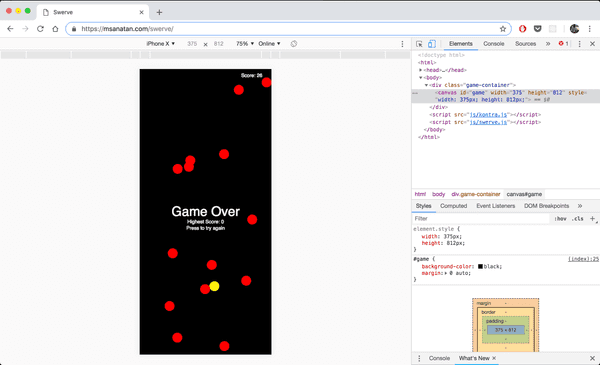 Swerve
https://msanatan.com/swerve/
iPhone X ▼ 375 × 812 75% ▼ Online ▼
Elements Console Sources » 1
<!doctype html>
<html>
<head>…</head>
<body>
<div class="game-container">
<canvas id="game" width="375" height="812" style=
"width: 375px; height: 812px;"> == $0
</div>
<script src="js/kontra.js"></script>
<script src="js/swerve.js"></script>
</body>
</html>
Score: 26
Game Over
Highest Score: 0
Press to try again
html body div.game-container canvas#game
Styles Computed Event Listeners DOM Breakpoints »
Filter :hov .cls +
element.style {
width: 375px;
height: 812px;
}
#game { (index):25
background-color: black;
margin: 0 auto;
}
margin -
border -
padding -
375 × 812
Console What's New ×